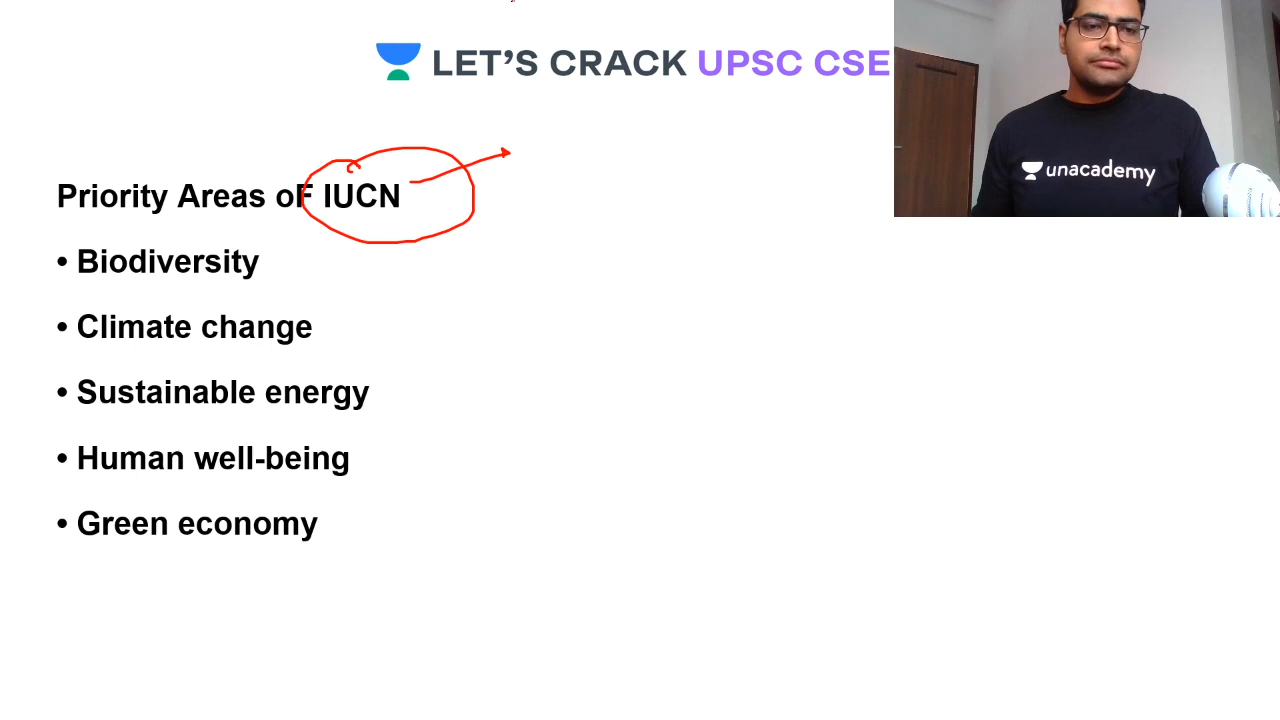 LET'S CRACK UPSC CSE
unacademy
Priority Areas oF IUCN
• Biodiversity
• Climate change
• Sustainable energy
• Human well-being
• Green economy